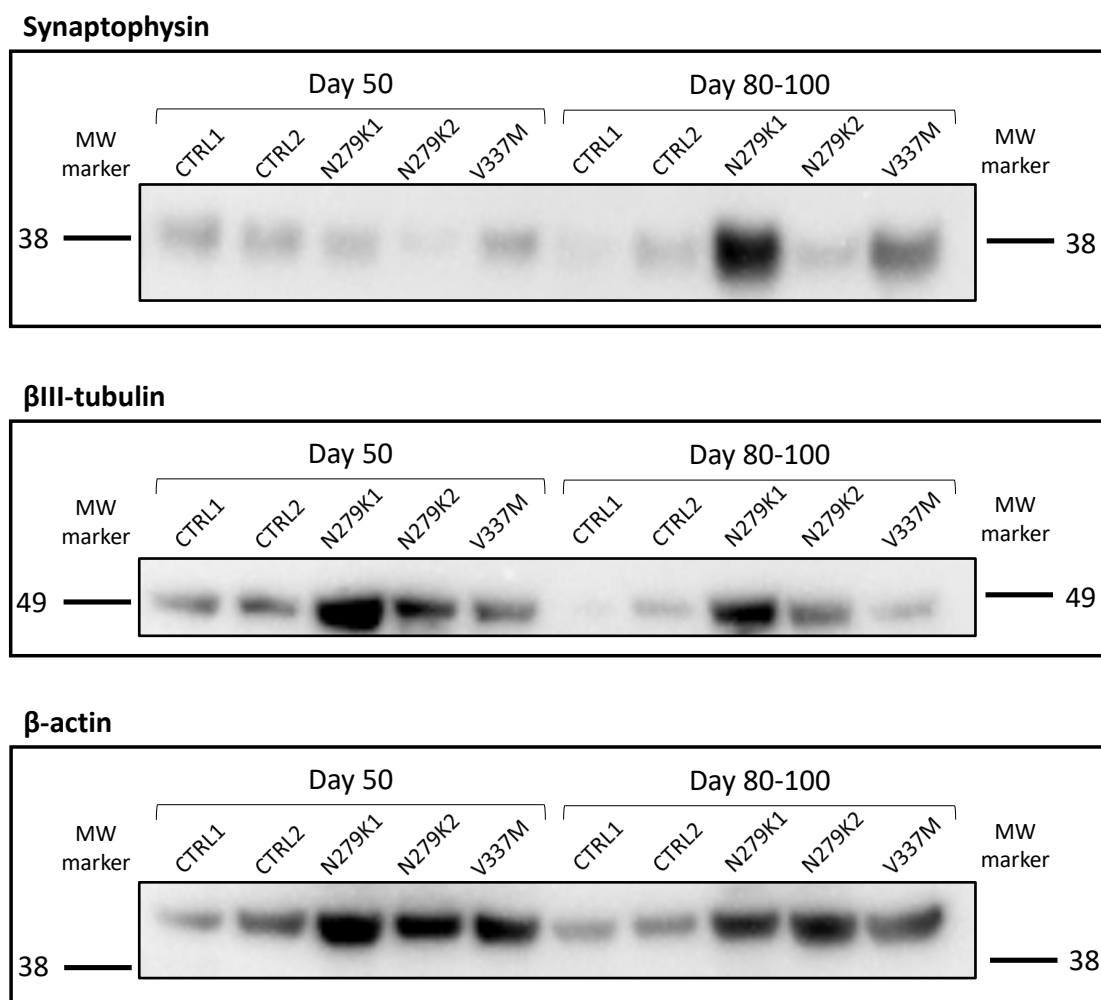 Synaptophysin
Day 50 Day 80-100
MW marker CTRL1 CTRL2 N279K1 N279K2 V337M CTRL1 CTRL2 N279K1 N279K2 V337M MW marker
38 38
βIII-tubulin
Day 50 Day 80-100
MW marker CTRL1 CTRL2 N279K1 N279K2 V337M CTRL1 CTRL2 N279K1 N279K2 V337M MW marker
49 49
β-actin
Day 50 Day 80-100
MW marker CTRL1 CTRL2 N279K1 N279K2 V337M CTRL1 CTRL2 N279K1 N279K2 V337M MW marker
38 38